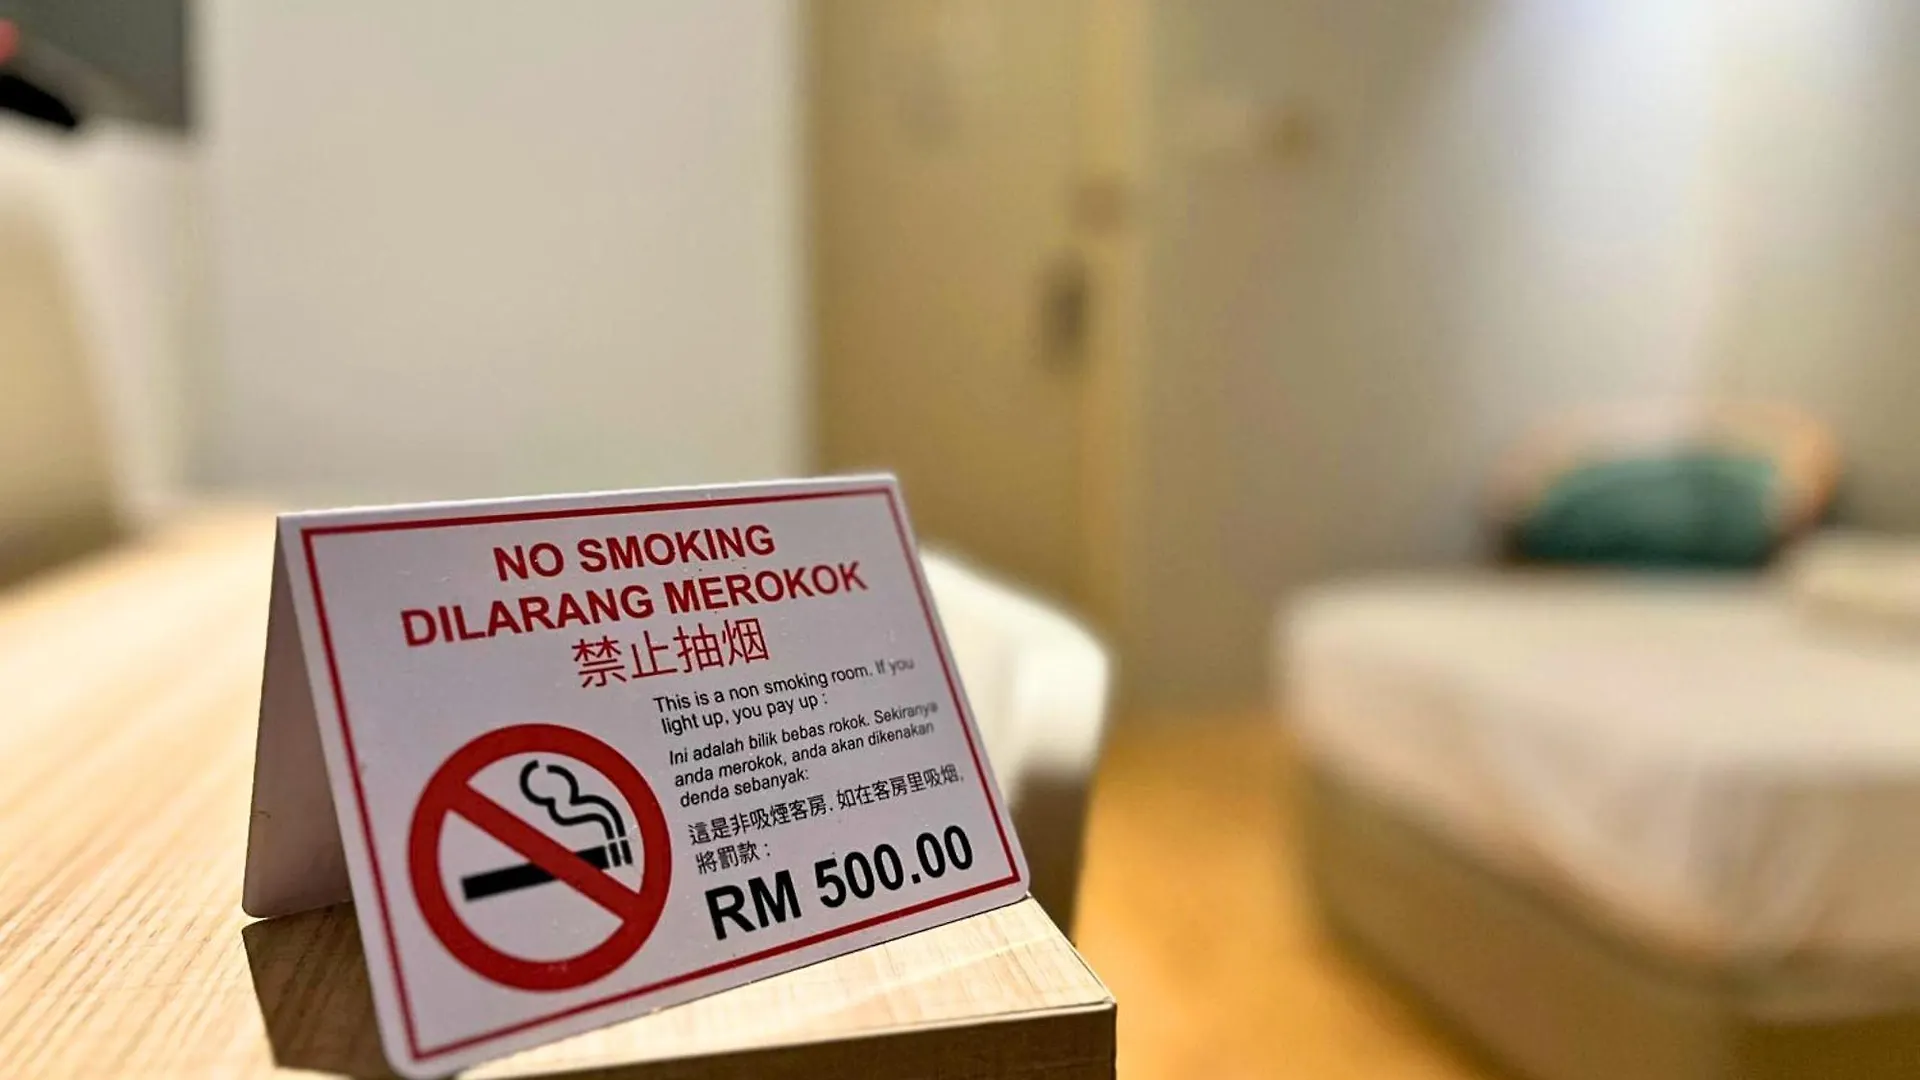 NO SMOKING
DILARANG MEROKOK
禁止抽烟
This is a non smoking room. If you
light up, you pay up :
Ini adalah bilik bebas rokok. Sekiranya
anda merokok, anda akan dikenakan
denda sebanyak:
這是非吸煙客房, 如在客房里吸烟,
將罰款 :
RM 500.00